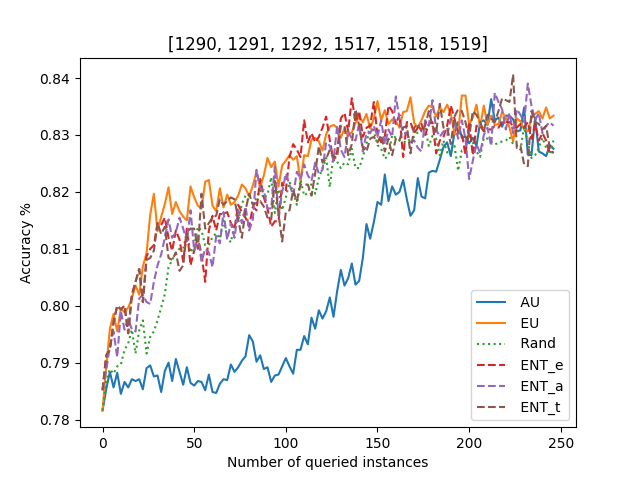 [1290, 1291, 1292, 1517, 1518, 1519]
Accuracy %
0.84
0.83
0.82
0.81
0.80
0.79
0.78
0
50
100
150
200
250
Number of queried instances
AU
EU
Rand
ENT_e
ENT_a
ENT_t